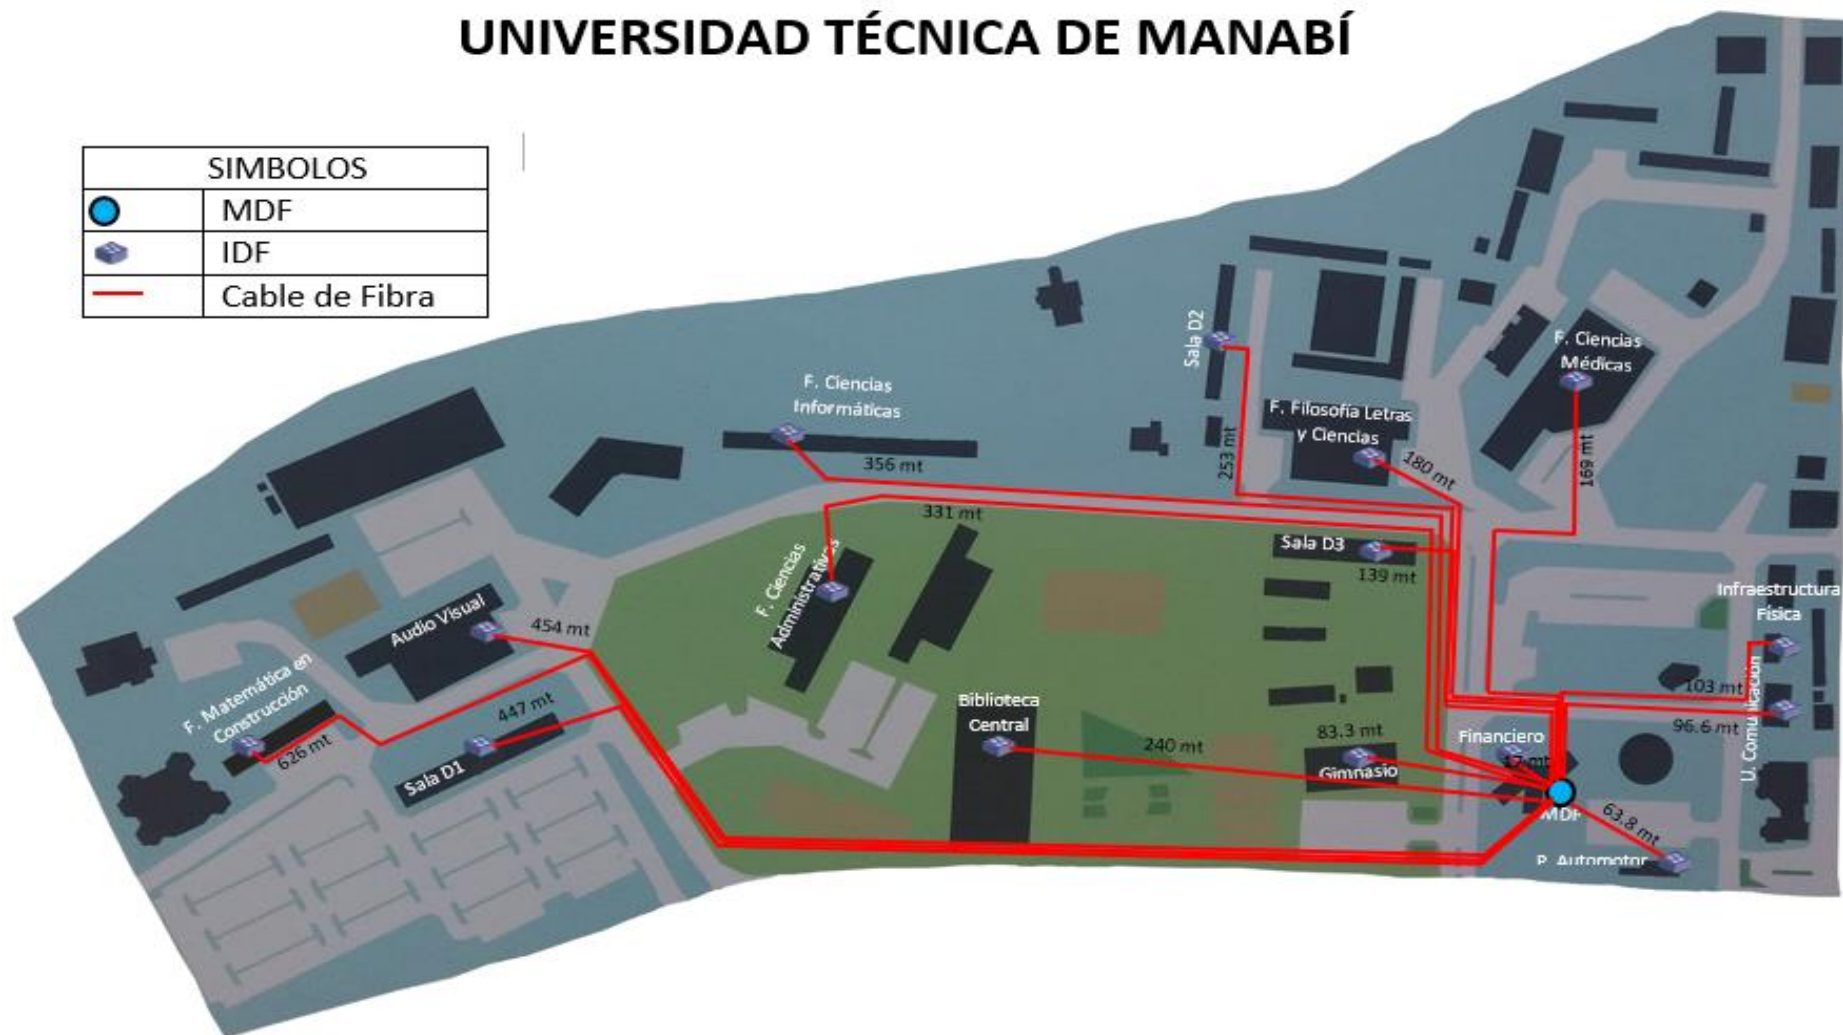 UNIVERSIDAD TÉCNICA DE MANABÍ
SIMBOLOS
MDF
IDF
Cable de Fibra
Sala D2
F. Ciencias
Médicas
F. Ciencias
Informáticas
F. Filosofía Letras
y Ciencias
356 mt
253 mt
180 mt
169 mt
331 mt
Sala D3
139 mt
F. Ciencias
Administrativas
Infraestructura
Física
Audio Visual
454 mt
F. Matemática en
Construcción
626 mt
447 mt
Sala D1
Biblioteca
Central
240 mt
83.3 mt
Gimnasio
Financiero
103 mt
96.6 mt
U. Comunicación
MDF
63.8 mt
P. Automotor